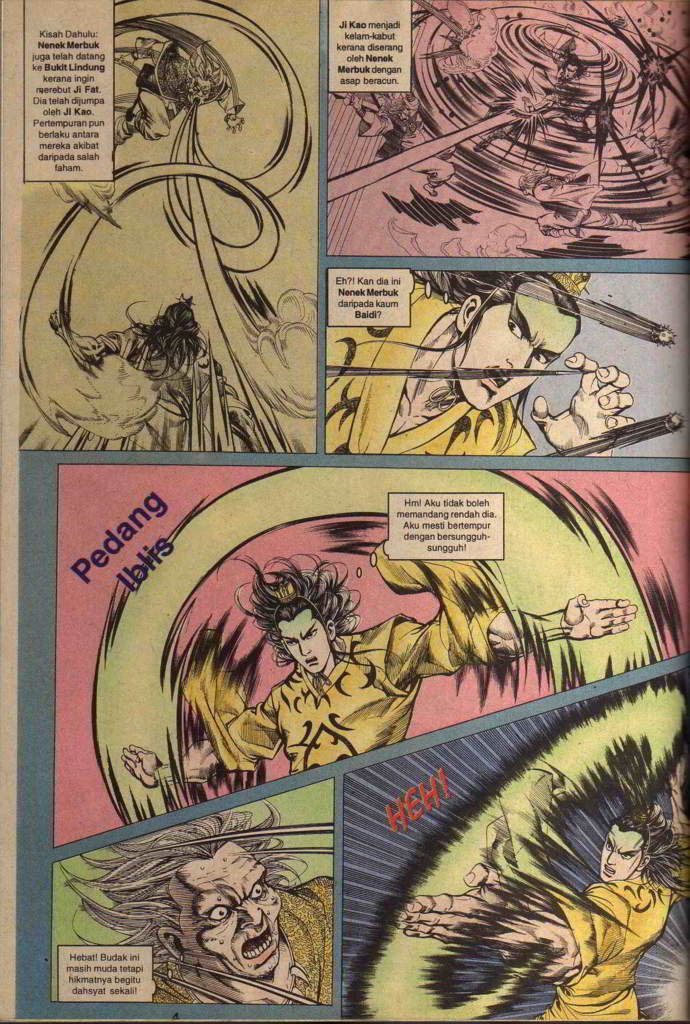 Kisah Dahulu:
Nenek Merbuk
juga telah datang
ke Bukit Lindung
kerana ingin
merebut Ji Fat.
Dia telah dijumpa
oleh Ji Kao.
Pertempuran pun
berlaku antara
mereka akibat
daripada salah
faham.
Ji Kao menjadi
kelam-kabut
kerana diserang
oleh Nenek
Merbuk dengan
asap beracun.
Eh?! Kan dia ini
Nenek Merbuk
daripada kaum
Baidi?
Pedang
Iblis
Hm! Aku tidak boleh
memandang rendah dia.
Aku mesti bertempur
dengan bersungguh-
sungguh!
HEH!
Hebat! Budak ini
masih muda tetapi
hikmatnya begitu
dahsyat sekali!